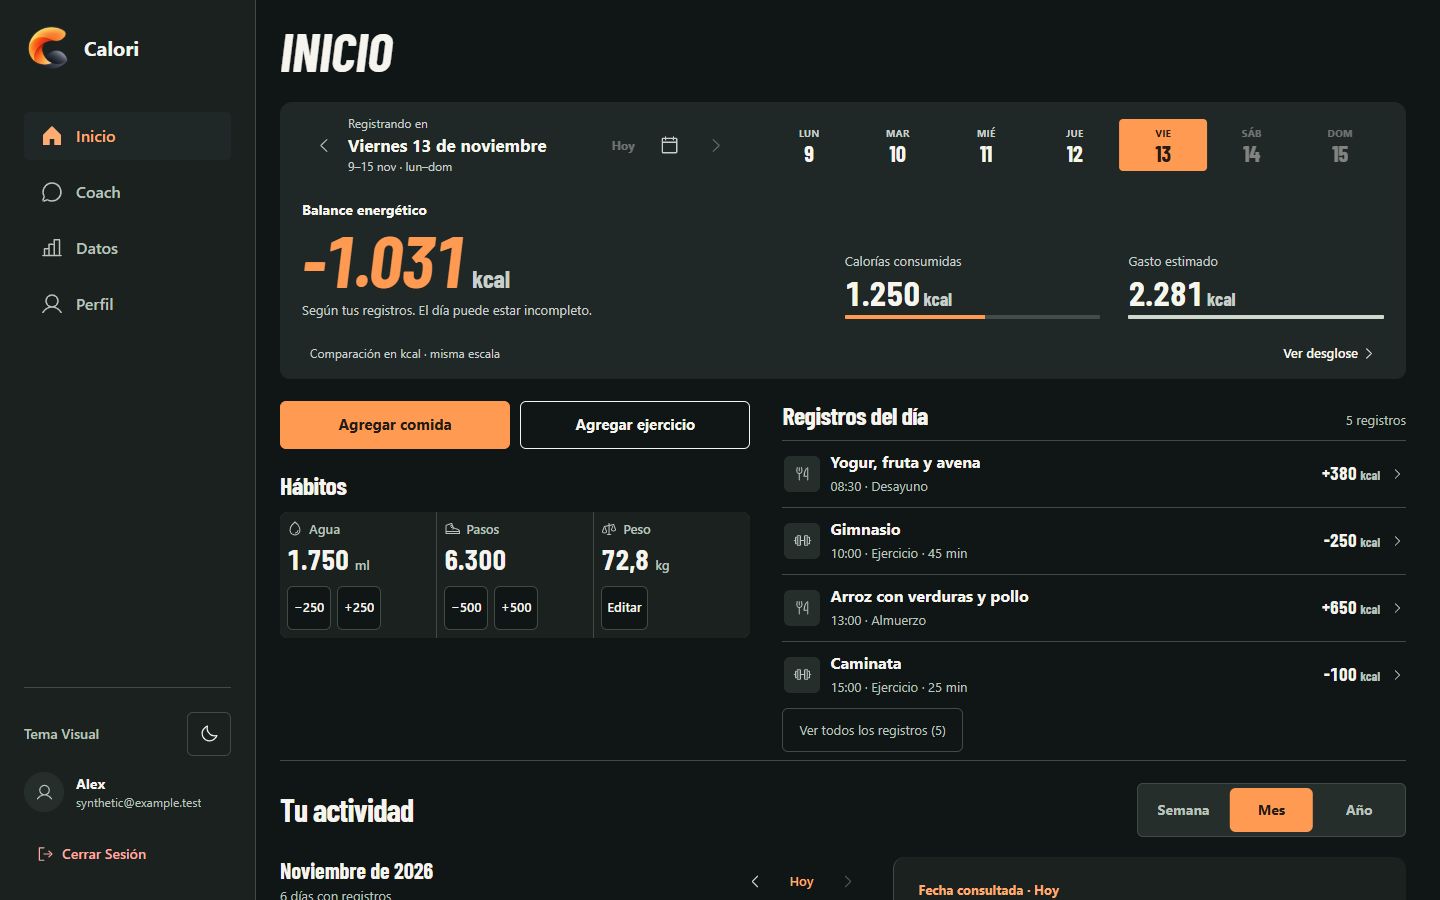 Calori
Inicio
Coach
Datos
Perfil
Tema Visual
Alex
synthetic@example.test
Cerrar Sesión
INICIO
Registrando en
Viernes 13 de noviembre
9–15 nov · lun–dom
Hoy
LUN
9
MAR
10
MIÉ
11
JUE
12
VIE
13
SÁB
14
DOM
15
Balance energético
-1.031 kcal
Según tus registros. El día puede estar incompleto.
Calorías consumidas
1.250 kcal
Gasto estimado
2.281 kcal
Comparación en kcal · misma escala
Ver desglose
Agregar comida
Agregar ejercicio
Hábitos
Agua
1.750 ml
−250
+250
Pasos
6.300
−500
+500
Peso
72,8 kg
Editar
Registros del día
5 registros
Yogur, fruta y avena
08:30 · Desayuno
+380 kcal
Gimnasio
10:00 · Ejercicio · 45 min
-250 kcal
Arroz con verduras y pollo
13:00 · Almuerzo
+650 kcal
Caminata
15:00 · Ejercicio · 25 min
-100 kcal
Ver todos los registros (5)
Tu actividad
Semana
Mes
Año
Noviembre de 2026
6 días con registros
Hoy
Fecha consultada · Hoy